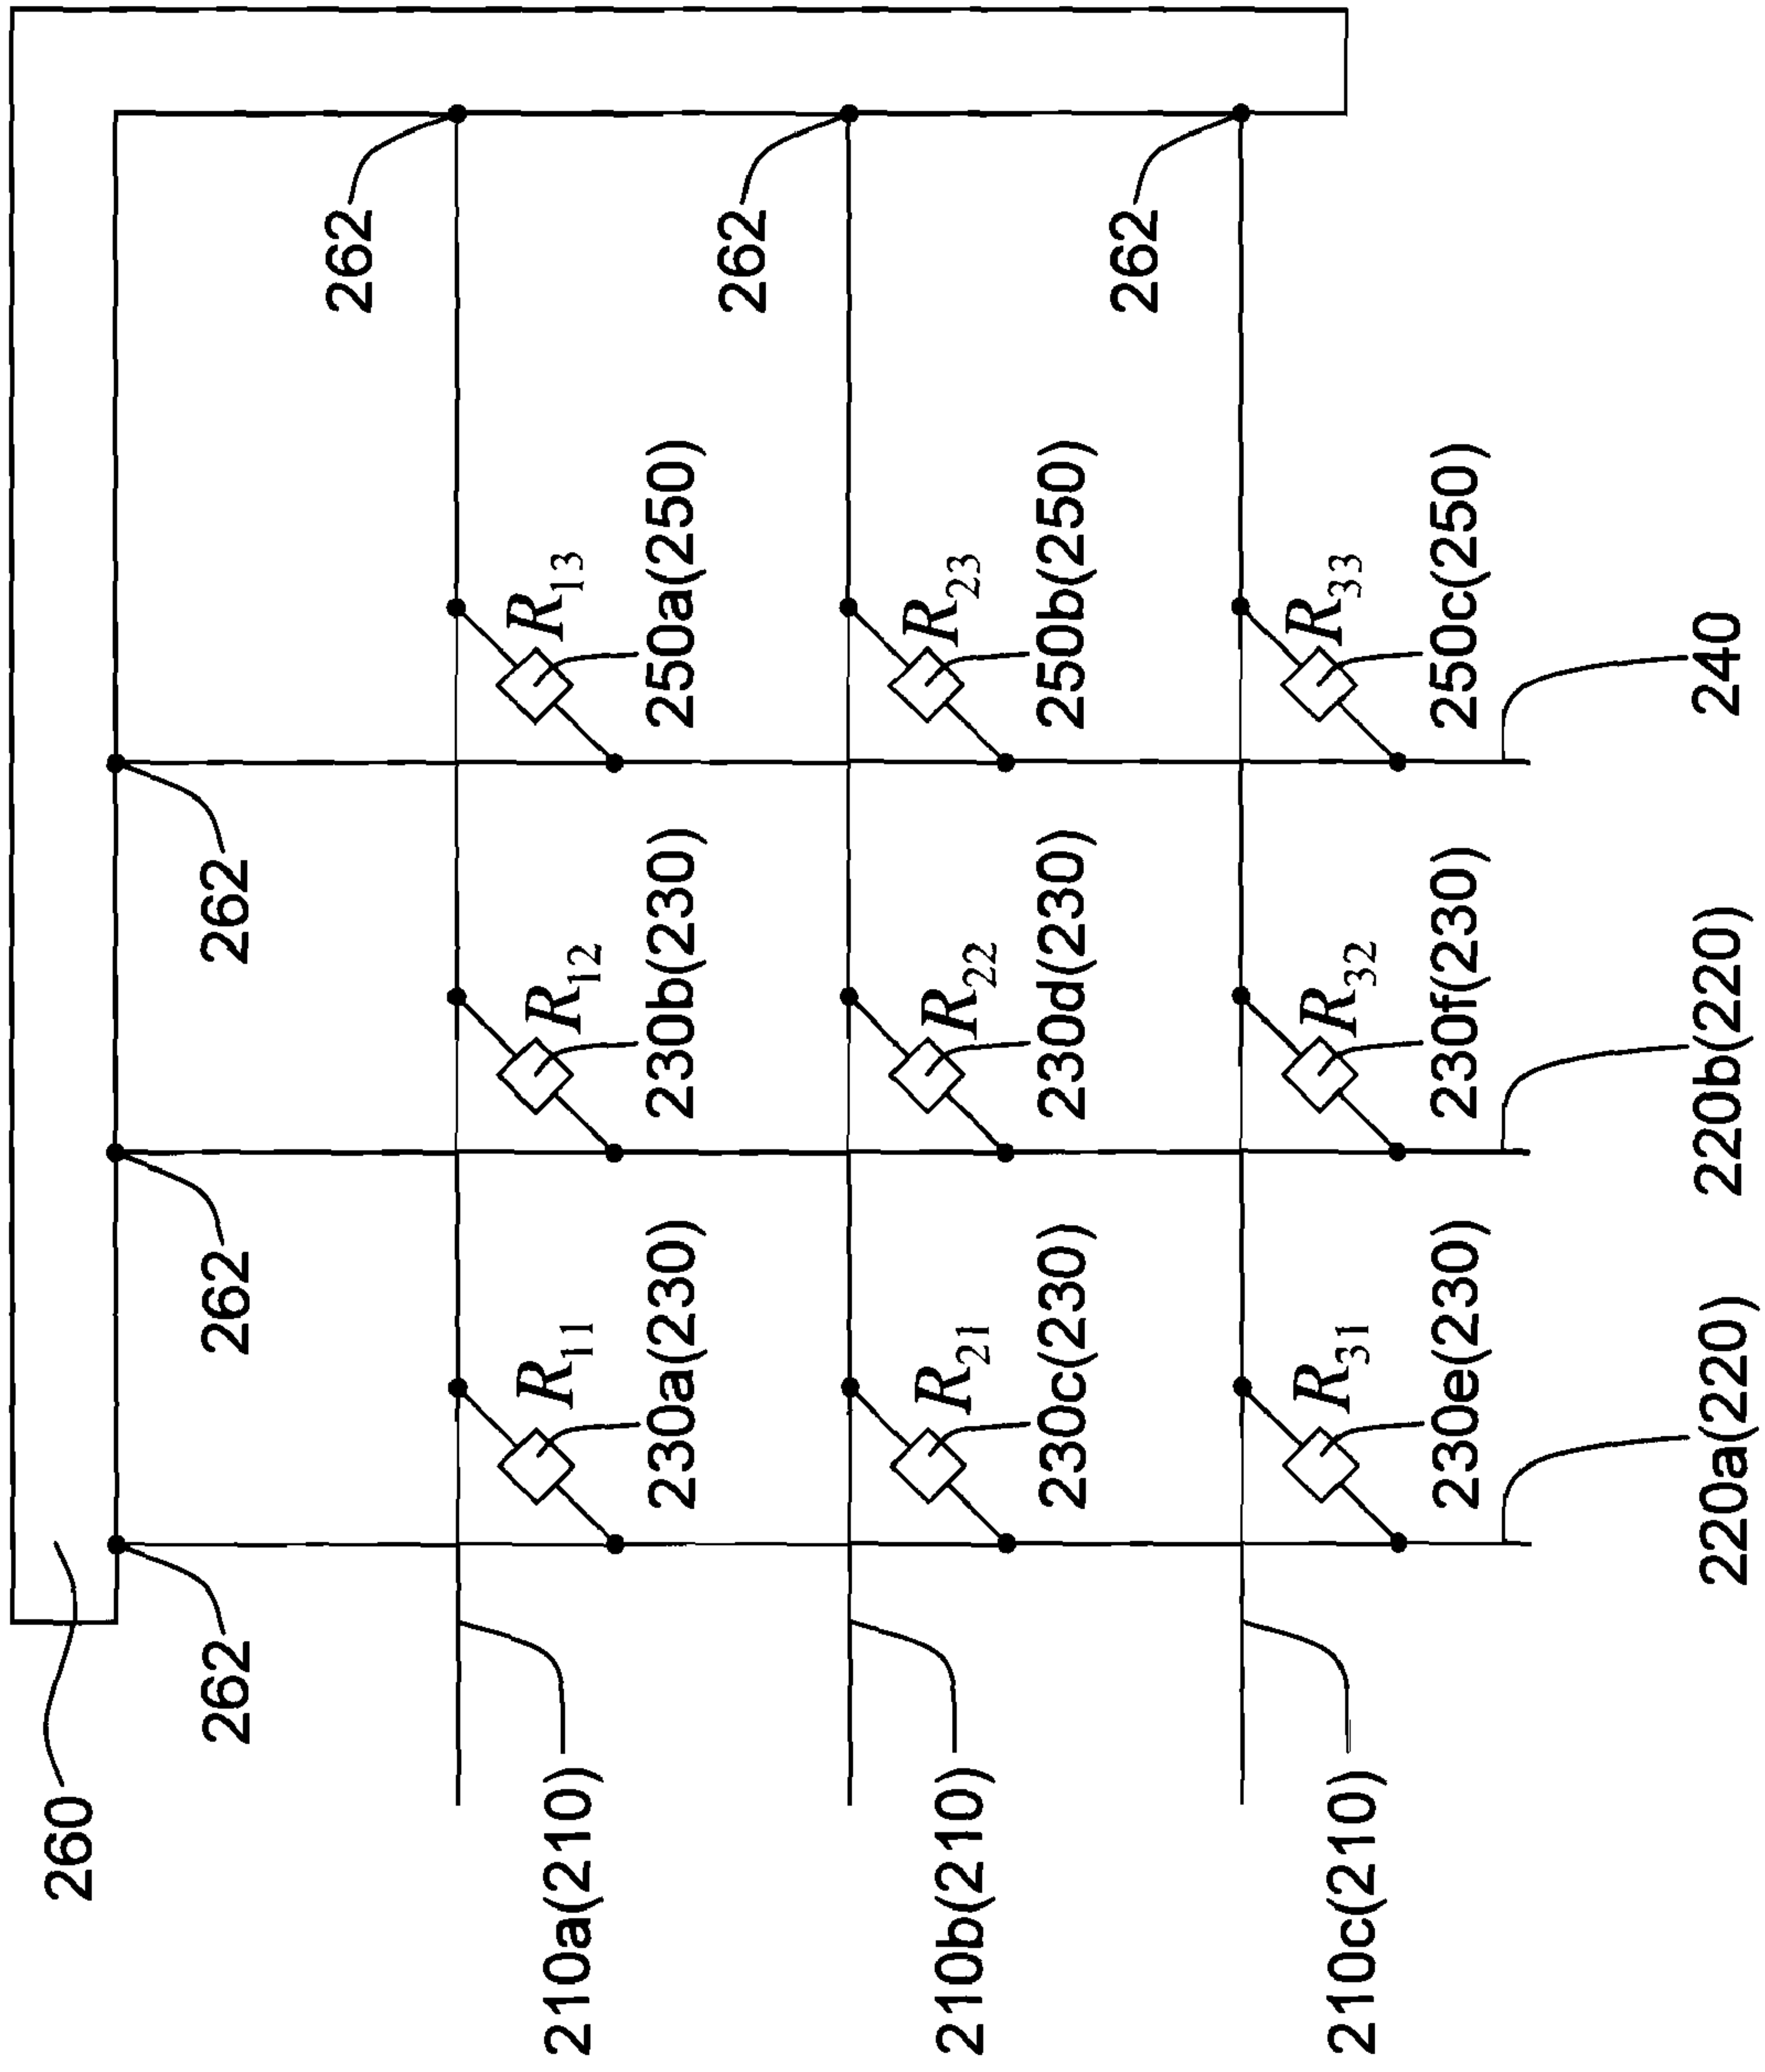 260
262
262
262
262
210a(210)
R11
R12
R13
230a(230)
230b(230)
250a(250)
262
210b(210)
R21
R22
R23
230c(230)
230d(230)
250b(250)
262
210c(210)
R31
R32
R33
230e(230)
230f(230)
250c(250)
220a(220)
220b(220)
240